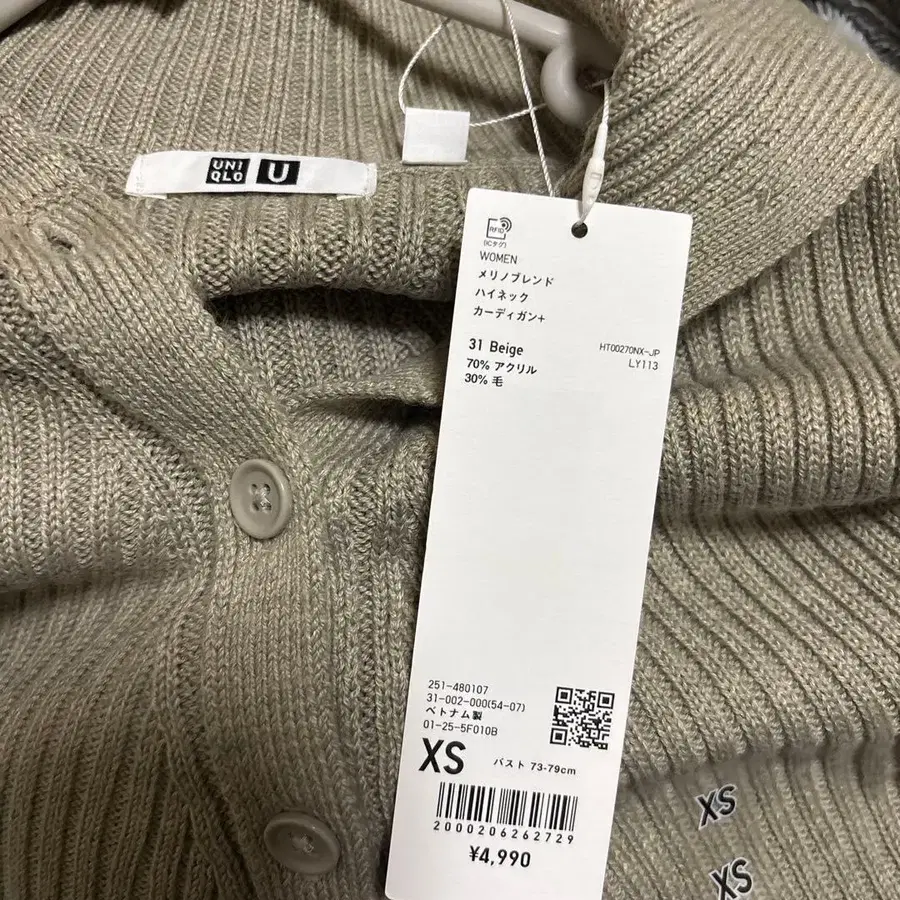 UNI
QLO
U
RFID
(ICタグ)
WOMEN
メリノブレンド
ハイネック
カーディガン+
31 Beige
HT00270NX-JP
70% アクリル
LY113
30% 毛
251-480107
31-002-000(54-07)
ベトナム製
01-25-5F010B
XS バスト 73-79cm
2000206262729
¥4,990
XS
XS